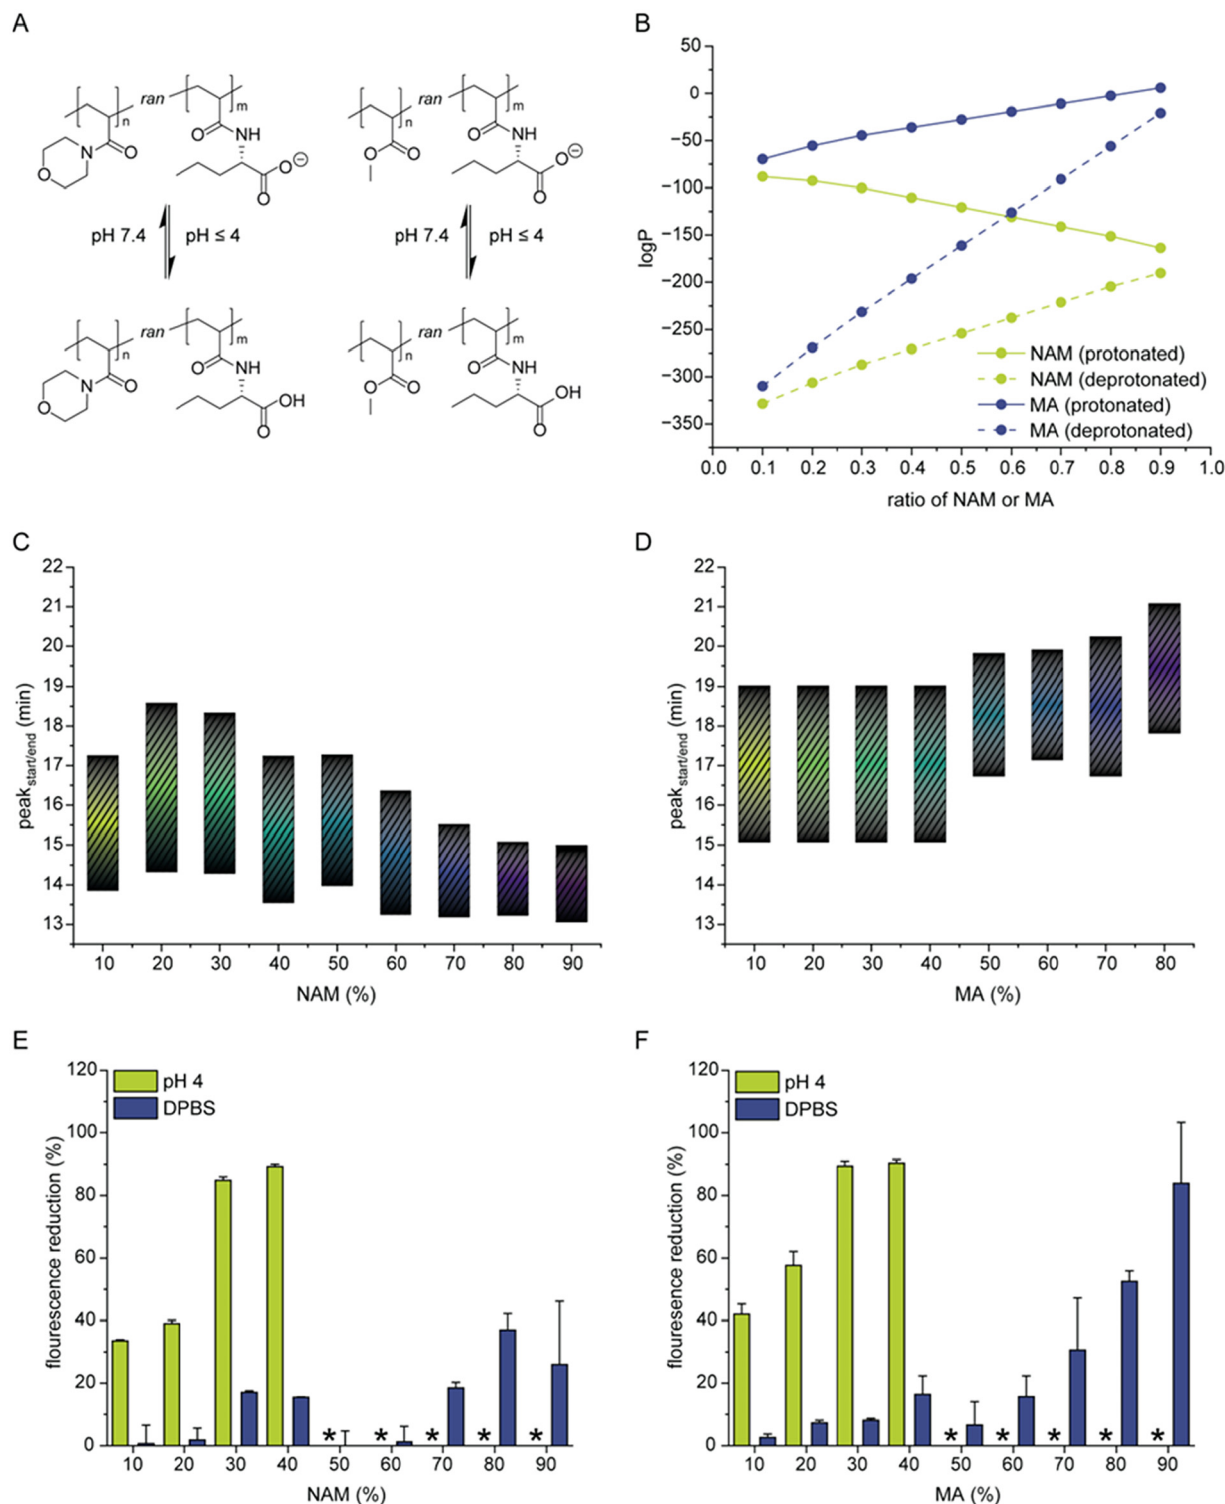 A
ran
n
m
N
O
O
O
NH
O
O
⊖
pH 7.4
pH ≤ 4
ran
n
m
N
O
O
O
NH
OH
O
ran
n
m
O
O
O
NH
O
O
⊖
pH 7.4
pH ≤ 4
ran
n
m
O
O
O
NH
OH
O
B
50
0
−50
−100
−150
−200
−250
−300
−350
logP
NAM (protonated)
NAM (deprotonated)
MA (protonated)
MA (deprotonated)
0.0 0.1 0.2 0.3 0.4 0.5 0.6 0.7 0.8 0.9 1.0
ratio of NAM or MA
C
22
21
20
19
18
17
16
15
14
13
peakstart/end (min)
10 20 30 40 50 60 70 80 90
NAM (%)
D
22
21
20
19
18
17
16
15
14
13
peakstart/end (min)
10 20 30 40 50 60 70 80
MA (%)
E
120
100
80
60
40
20
0
flourescence reduction (%)
pH 4
DPBS
* * * * *
10 20 30 40 50 60 70 80 90
NAM (%)
F
120
100
80
60
40
20
0
flouresence reduction (%)
pH 4
DPBS
* * * * *
10 20 30 40 50 60 70 80 90
MA (%)